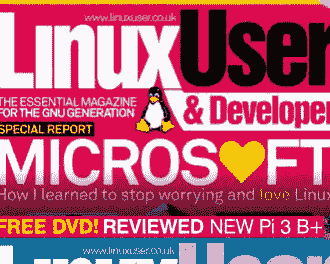 www.linuxuser.co.uk
LinuxUser
THE ESSENTIAL MAGAZINE
FOR THE GNU GENERATION
& Developer
SPECIAL REPORT
MICROS♥FT
How I learned to stop worrying and love Linux
FREE DVD! REVIEWED NEW Pi 3 B+
www.linuxuser.co.uk